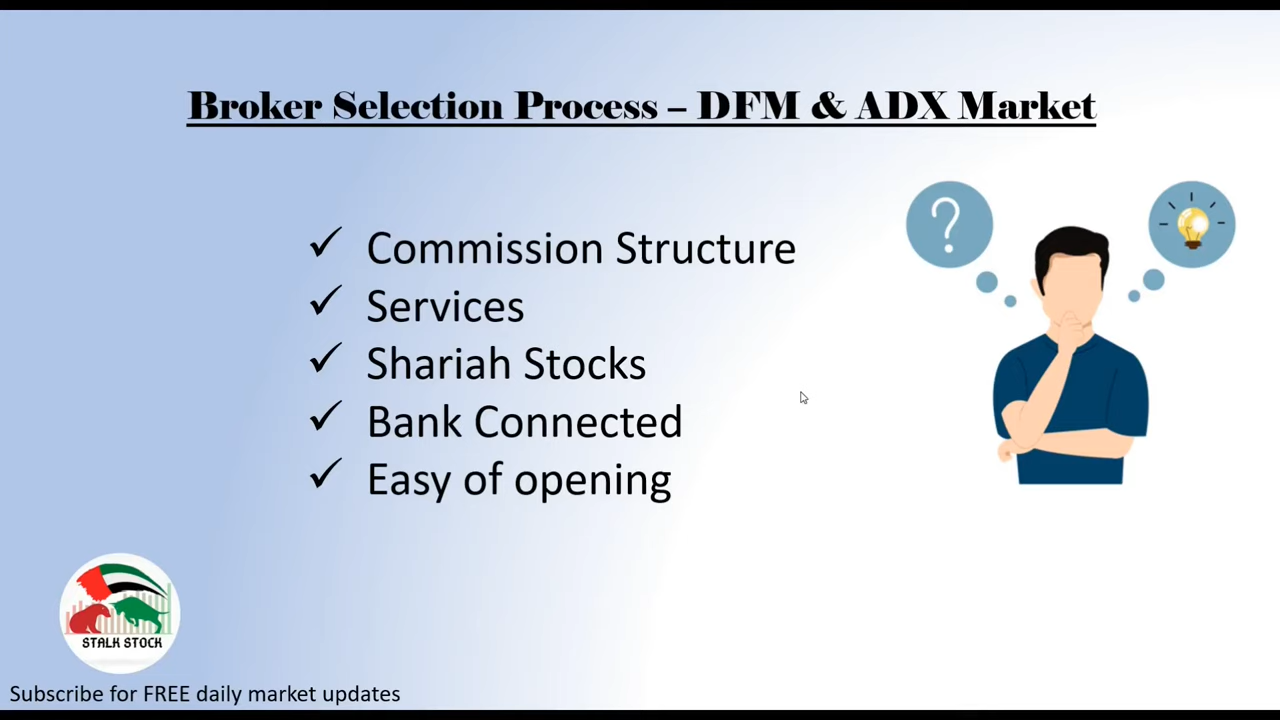 Broker Selection Process – DFM & ADX Market
?
✓ Commission Structure
✓ Services
✓ Shariah Stocks
✓ Bank Connected
✓ Easy of opening
STALK STOCK
Subscribe for FREE daily market updates